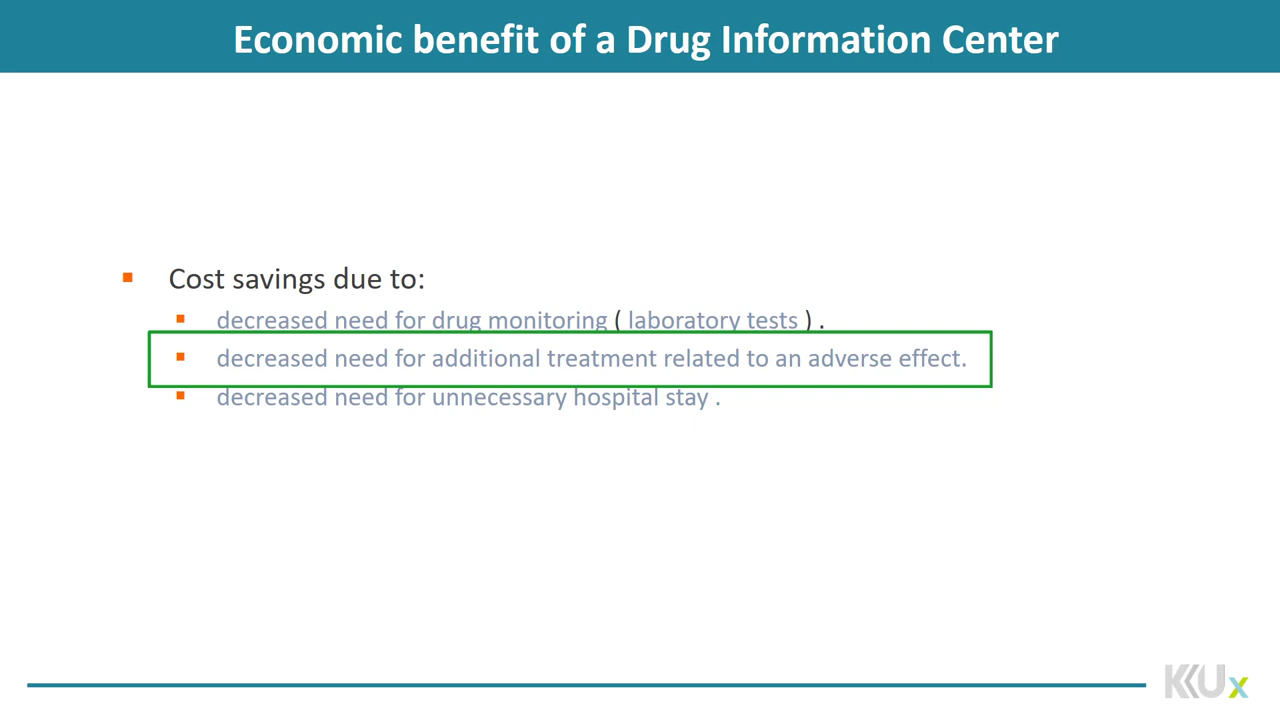 Economic benefit of a Drug Information Center
Cost savings due to:
decreased need for drug monitoring ( laboratory tests ) .
decreased need for additional treatment related to an adverse effect.
decreased need for unnecessary hospital stay .
KKUx